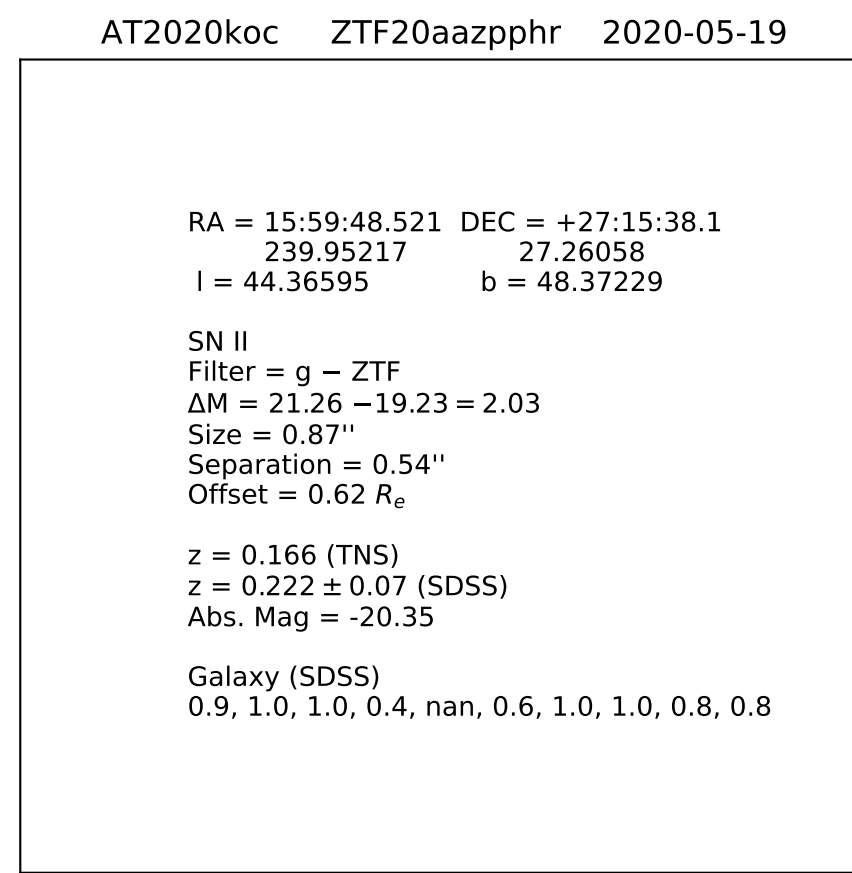 AT2020koc ZTF20aazpphr 2020-05-19
RA = 15:59:48.521 DEC = +27:15:38.1
239.95217 27.26058
l = 44.36595 b = 48.37229
SN II
Filter = g − ZTF
ΔM = 21.26 −19.23 = 2.03
Size = 0.87''
Separation = 0.54''
Offset = 0.62 Rₑ
z = 0.166 (TNS)
z = 0.222 ± 0.07 (SDSS)
Abs. Mag = -20.35
Galaxy (SDSS)
0.9, 1.0, 1.0, 0.4, nan, 0.6, 1.0, 1.0, 0.8, 0.8